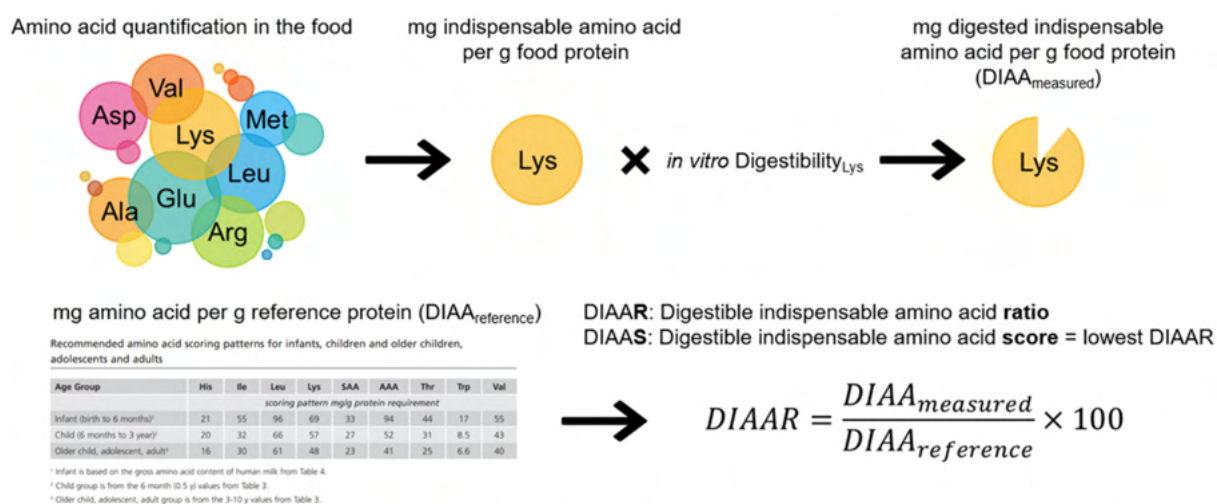 Amino acid quantification in the food
mg indispensable amino acid
per g food protein
mg digested indispensable
amino acid per g food protein
(DIAAmeasured)
Val
Asp
Lys
Met
Leu
Glu
Ala
Arg
Lys
in vitro DigestibilityLys
Lys
mg amino acid per g reference protein (DIAAreference)
Recommended amino acid scoring patterns for infants, children and older children,
adolescents and adults
Age Group His Ile Leu Lys SAA AAA Thr Trp Val
scoring pattern mg/g protein requirement
Infant (birth to 6 months)¹ 21 55 96 69 33 94 44 17 55
Child (6 months to 3 year)² 20 32 66 57 27 52 31 8.5 43
Older child, adolescent, adult³ 16 30 61 48 23 41 25 6.6 40
¹ Infant is based on the gross amino acid content of human milk from Table 4.
² Child group is from the 6 month (0.5 y) values from Table 3.
³ Older child, adolescent, adult group is from the 3-10 y values from Table 3.
DIAAR: Digestible indispensable amino acid ratio
DIAAS: Digestible indispensable amino acid score = lowest DIAAR
DIAAR = DIAAmeasured / DIAAreference × 100